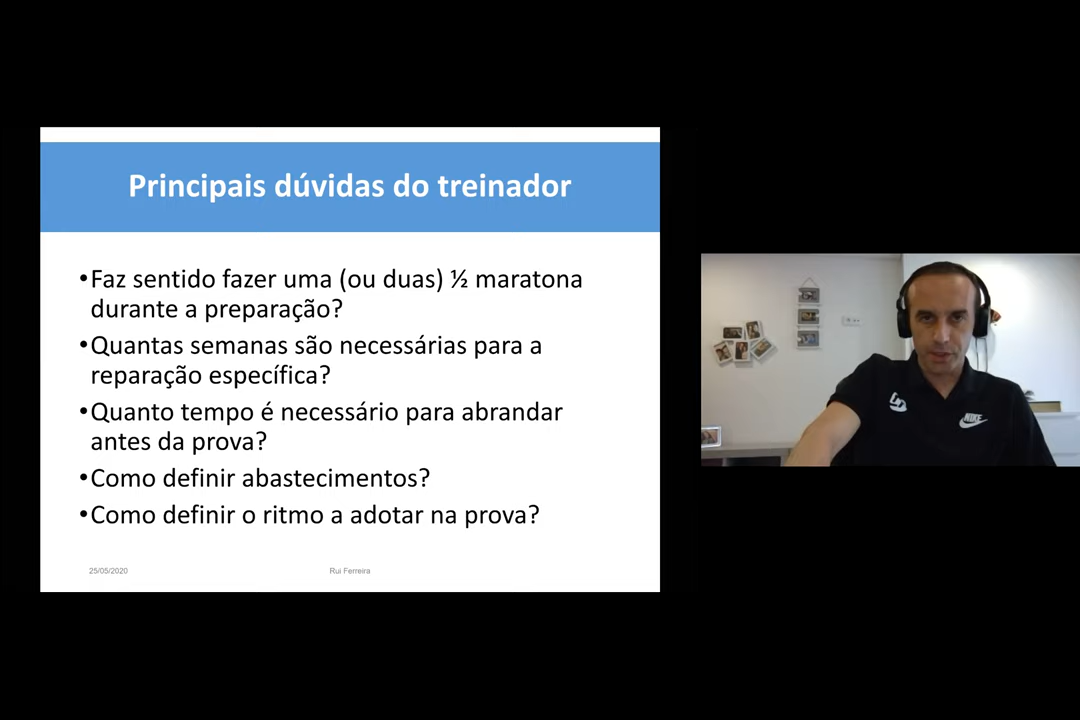 Principais dúvidas do treinador
•Faz sentido fazer uma (ou duas) ½ maratona
durante a preparação?
•Quantas semanas são necessárias para a
reparação específica?
•Quanto tempo é necessário para abrandar
antes da prova?
•Como definir abastecimentos?
•Como definir o ritmo a adotar na prova?
25/05/2020
Rui Ferreira
NIKE